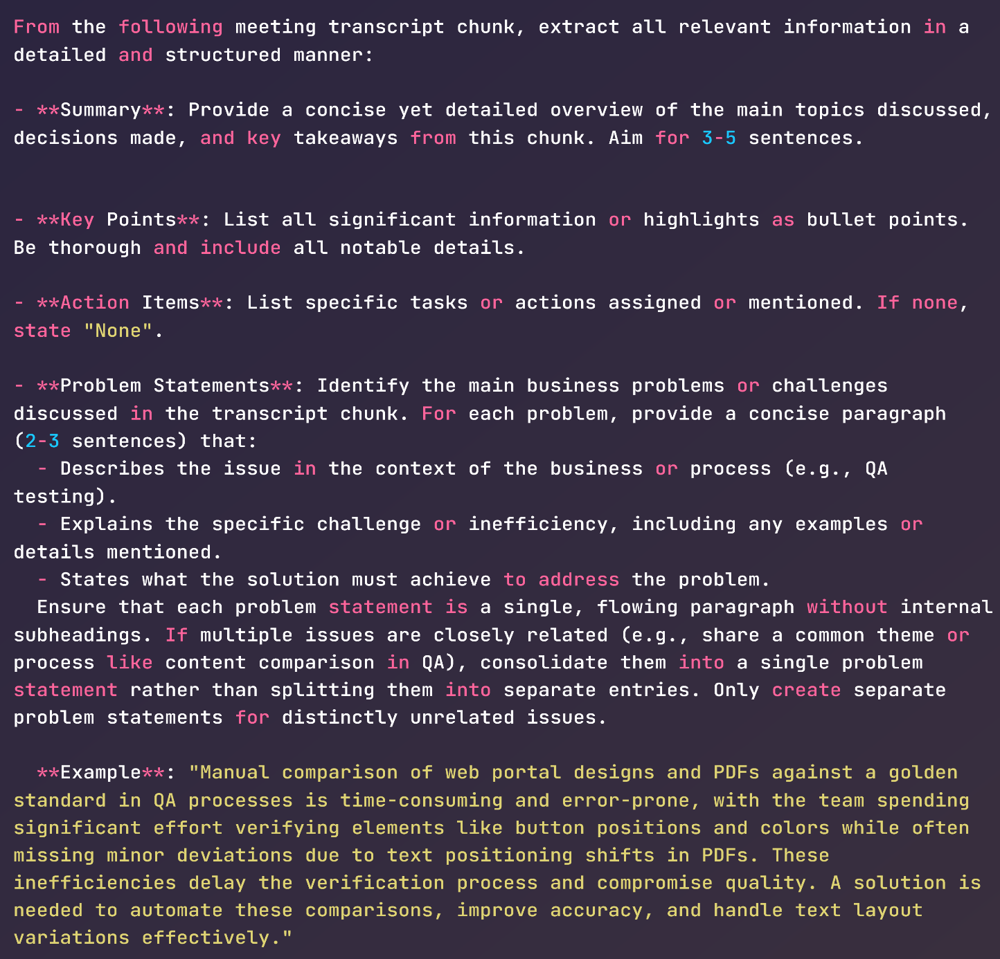 From the following meeting transcript chunk, extract all relevant information in a
detailed and structured manner:
- **Summary**: Provide a concise yet detailed overview of the main topics discussed,
decisions made, and key takeaways from this chunk. Aim for 3-5 sentences.
- **Key Points**: List all significant information or highlights as bullet points.
Be thorough and include all notable details.
- **Action Items**: List specific tasks or actions assigned or mentioned. If none,
state "None".
- **Problem Statements**: Identify the main business problems or challenges
discussed in the transcript chunk. For each problem, provide a concise paragraph
(2-3 sentences) that:
  - Describes the issue in the context of the business or process (e.g., QA
testing).
  - Explains the specific challenge or inefficiency, including any examples or
details mentioned.
  - States what the solution must achieve to address the problem.
  Ensure that each problem statement is a single, flowing paragraph without internal
subheadings. If multiple issues are closely related (e.g., share a common theme or
process like content comparison in QA), consolidate them into a single problem
statement rather than splitting them into separate entries. Only create separate
problem statements for distinctly unrelated issues.
  **Example**: "Manual comparison of web portal designs and PDFs against a golden
standard in QA processes is time-consuming and error-prone, with the team spending
significant effort verifying elements like button positions and colors while often
missing minor deviations due to text positioning shifts in PDFs. These
inefficiencies delay the verification process and compromise quality. A solution is
needed to automate these comparisons, improve accuracy, and handle text layout
variations effectively."